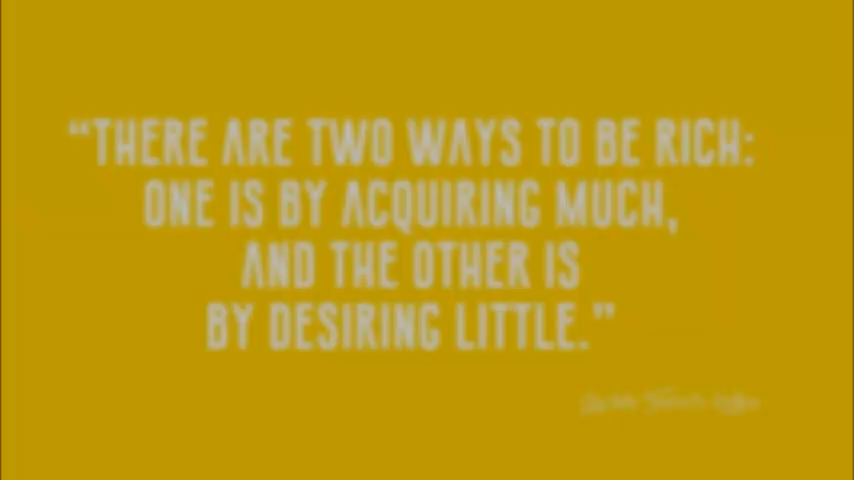 “THERE ARE TWO WAYS TO BE RICH:
ONE IS BY ACQUIRING MUCH,
AND THE OTHER IS
BY DESIRING LITTLE.”